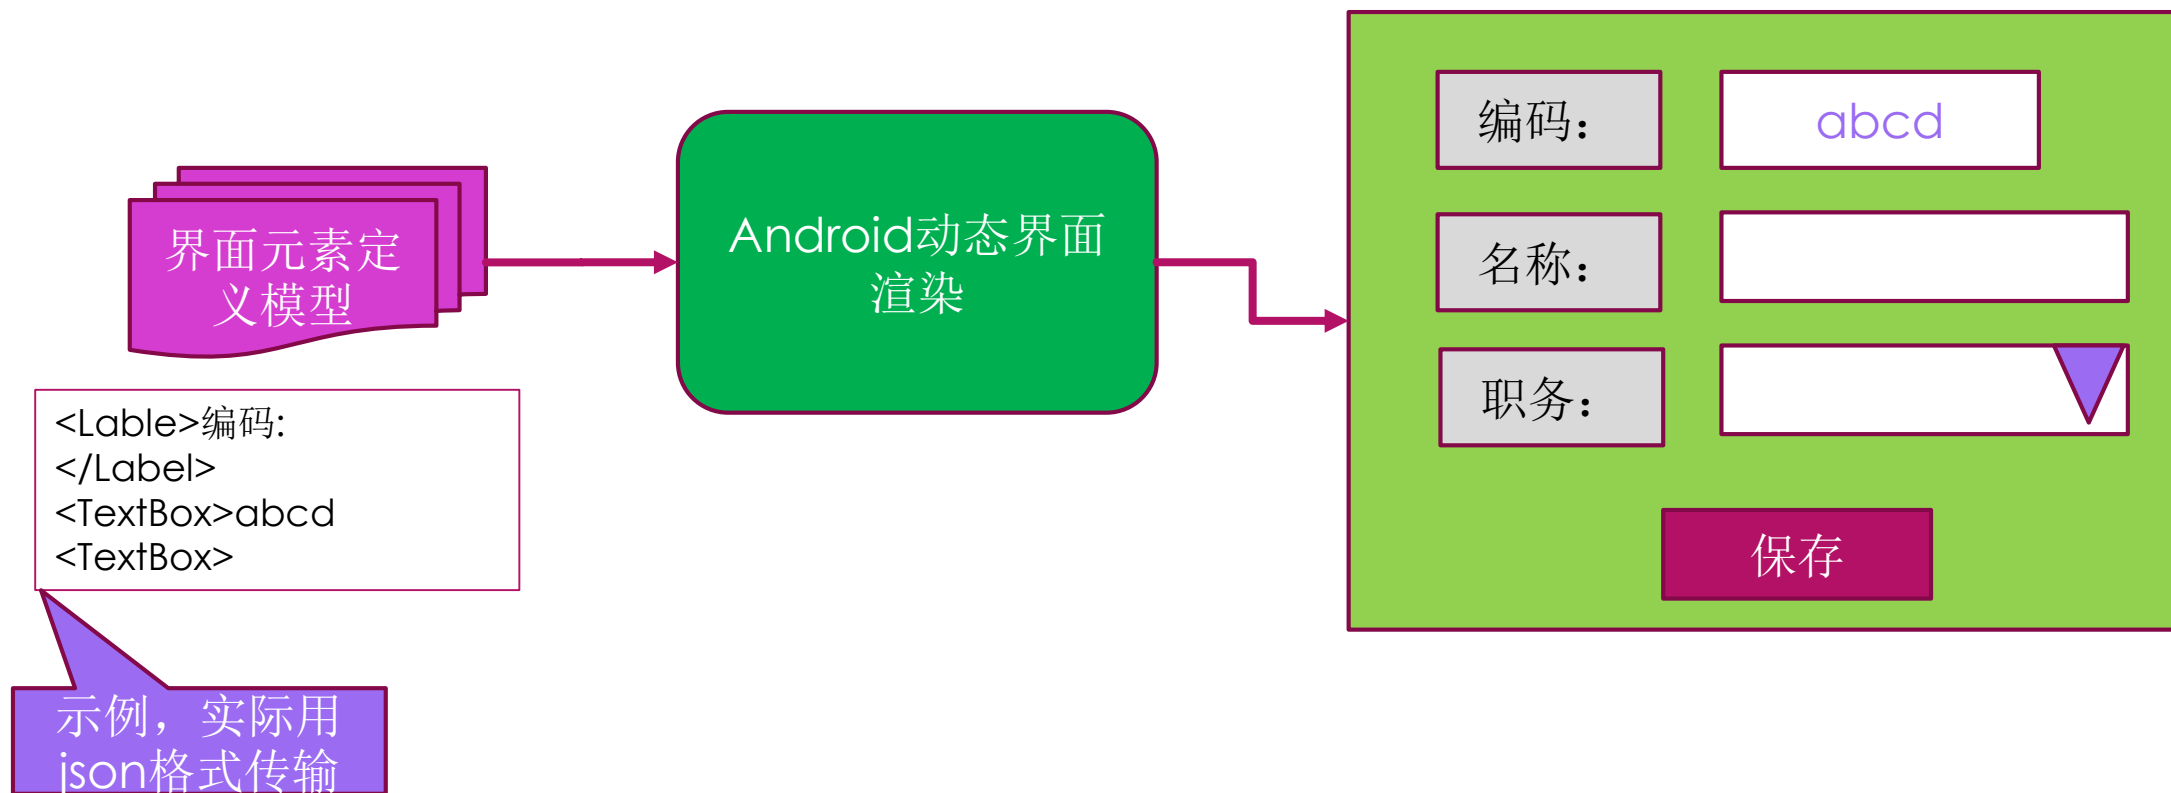 界面元素定
义模型
<Lable>编码:
</Label>
<TextBox>abcd
<TextBox>
示例，实际用
json格式传输
Android动态界面
渲染
编码：
abcd
名称：
职务：
保存